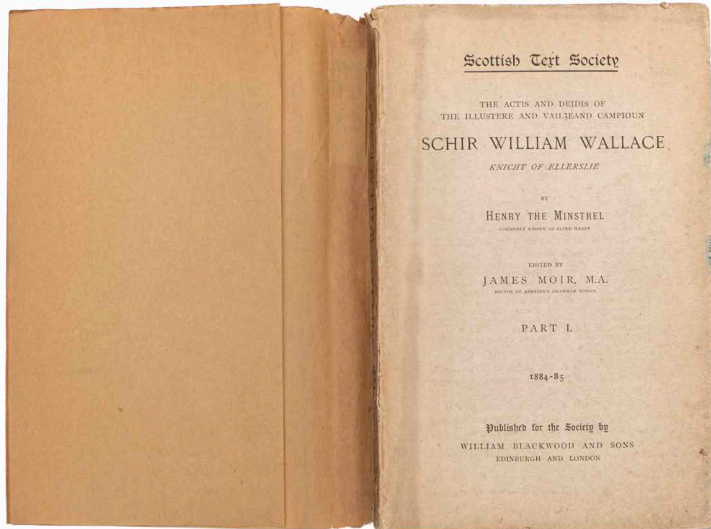 Scottish Text Society
THE ACTIS AND DEIDIS OF
THE ILLUSTERE AND VAILȜEAND CAMPIOUN
SCHIR WILLIAM WALLACE
KNICHT OF ELLERSLIE
BY
HENRY THE MINSTREL
COMMONLY KNOWN AS BLIND HARRY
EDITED BY
JAMES MOIR, M.A.
RECTOR OF ABERDEEN GRAMMAR SCHOOL
PART I.
1884-85
Published for the Society by
WILLIAM BLACKWOOD AND SONS
EDINBURGH AND LONDON